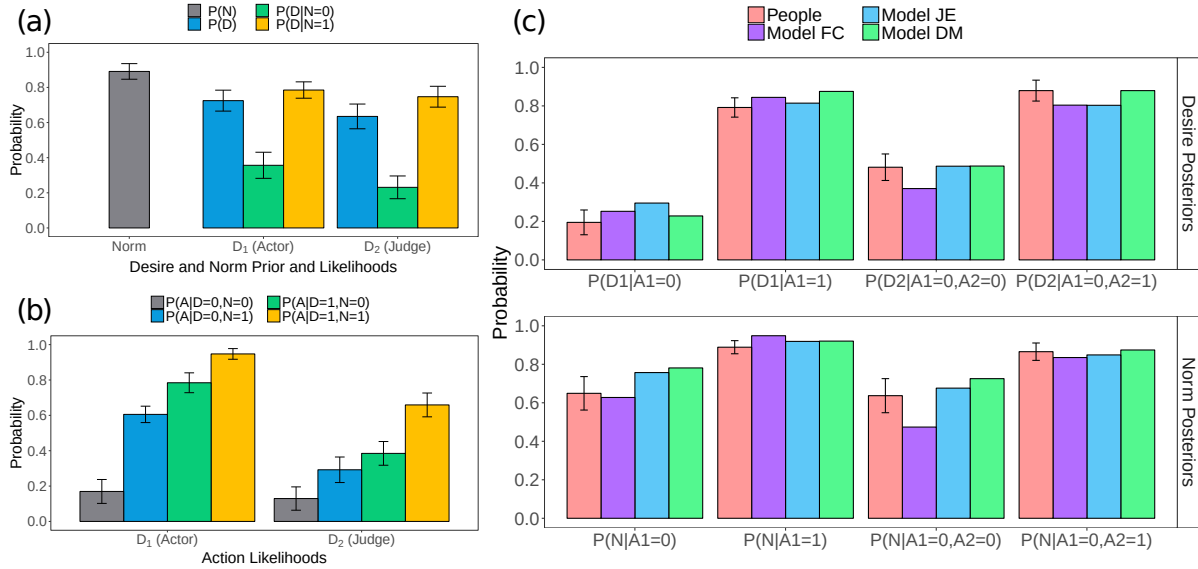 (a)
P(N) P(D|N=0)
P(D) P(D|N=1)
Probability
1.0
0.8
0.6
0.4
0.2
0.0
Norm D₁ (Actor) D₂ (Judge)
Desire and Norm Prior and Likelihoods
(b)
P(A|D=0,N=0) P(A|D=1,N=0)
P(A|D=0,N=1) P(A|D=1,N=1)
Probability
1.0
0.8
0.6
0.4
0.2
0.0
D₁ (Actor) D₂ (Judge)
Action Likelihoods
(c)
People Model JE
Model FC Model DM
Probability
1.0
0.8
0.6
0.4
0.2
0.0
P(D1|A1=0) P(D1|A1=1) P(D2|A1=0,A2=0) P(D2|A1=0,A2=1)
Desire Posteriors
1.0
0.8
0.6
0.4
0.2
0.0
P(N|A1=0) P(N|A1=1) P(N|A1=0,A2=0) P(N|A1=0,A2=1)
Norm Posteriors